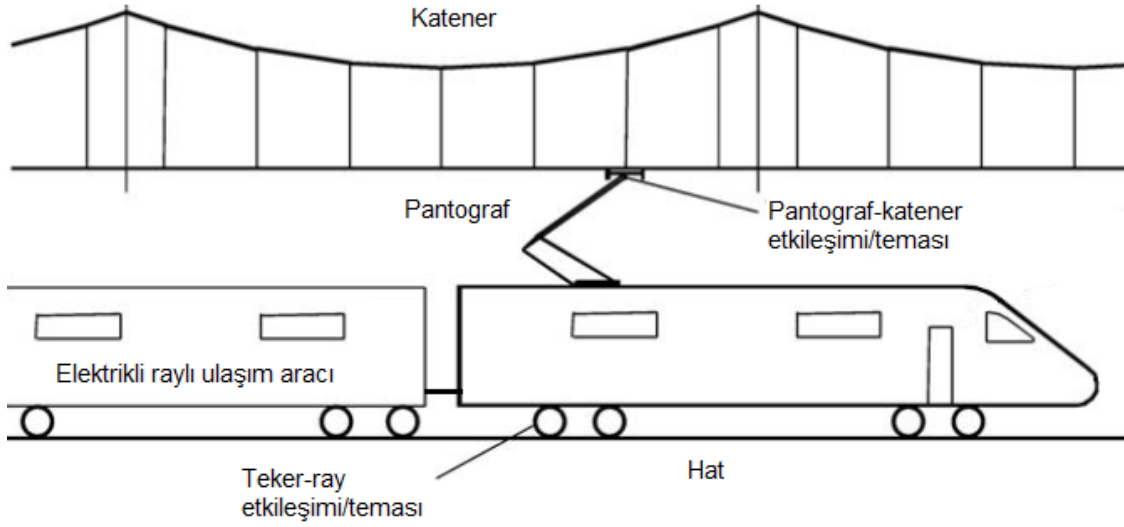 Katener
Pantograf
Pantograf-katener
etkileşimi/teması
Elektrikli raylı ulaşım aracı
Teker-ray
etkileşimi/teması
Hat